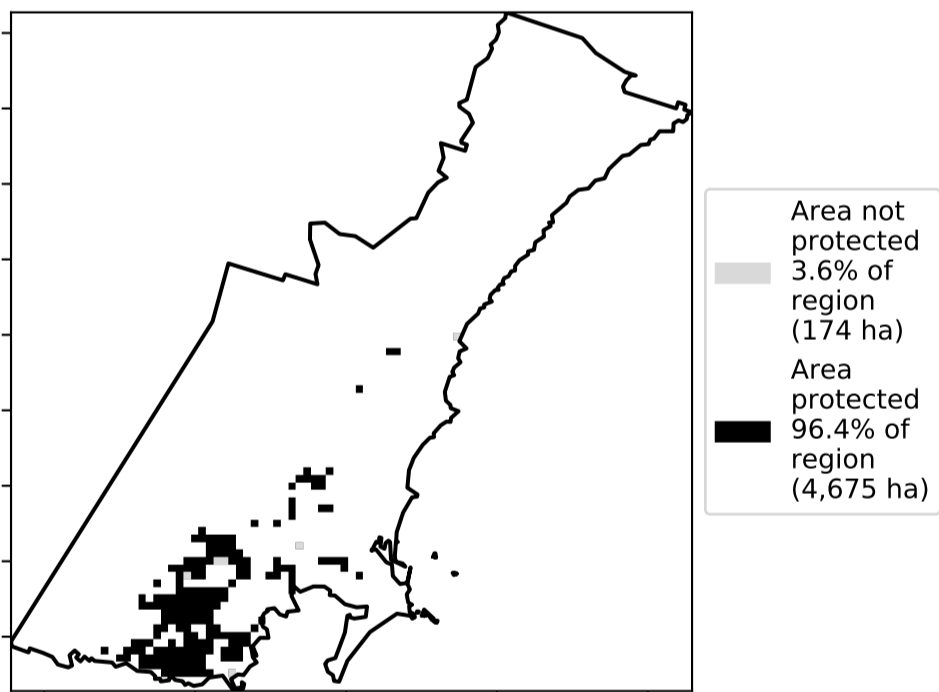 Area not
protected
3.6% of
region
(174 ha)
Area
protected
96.4% of
region
(4,675 ha)